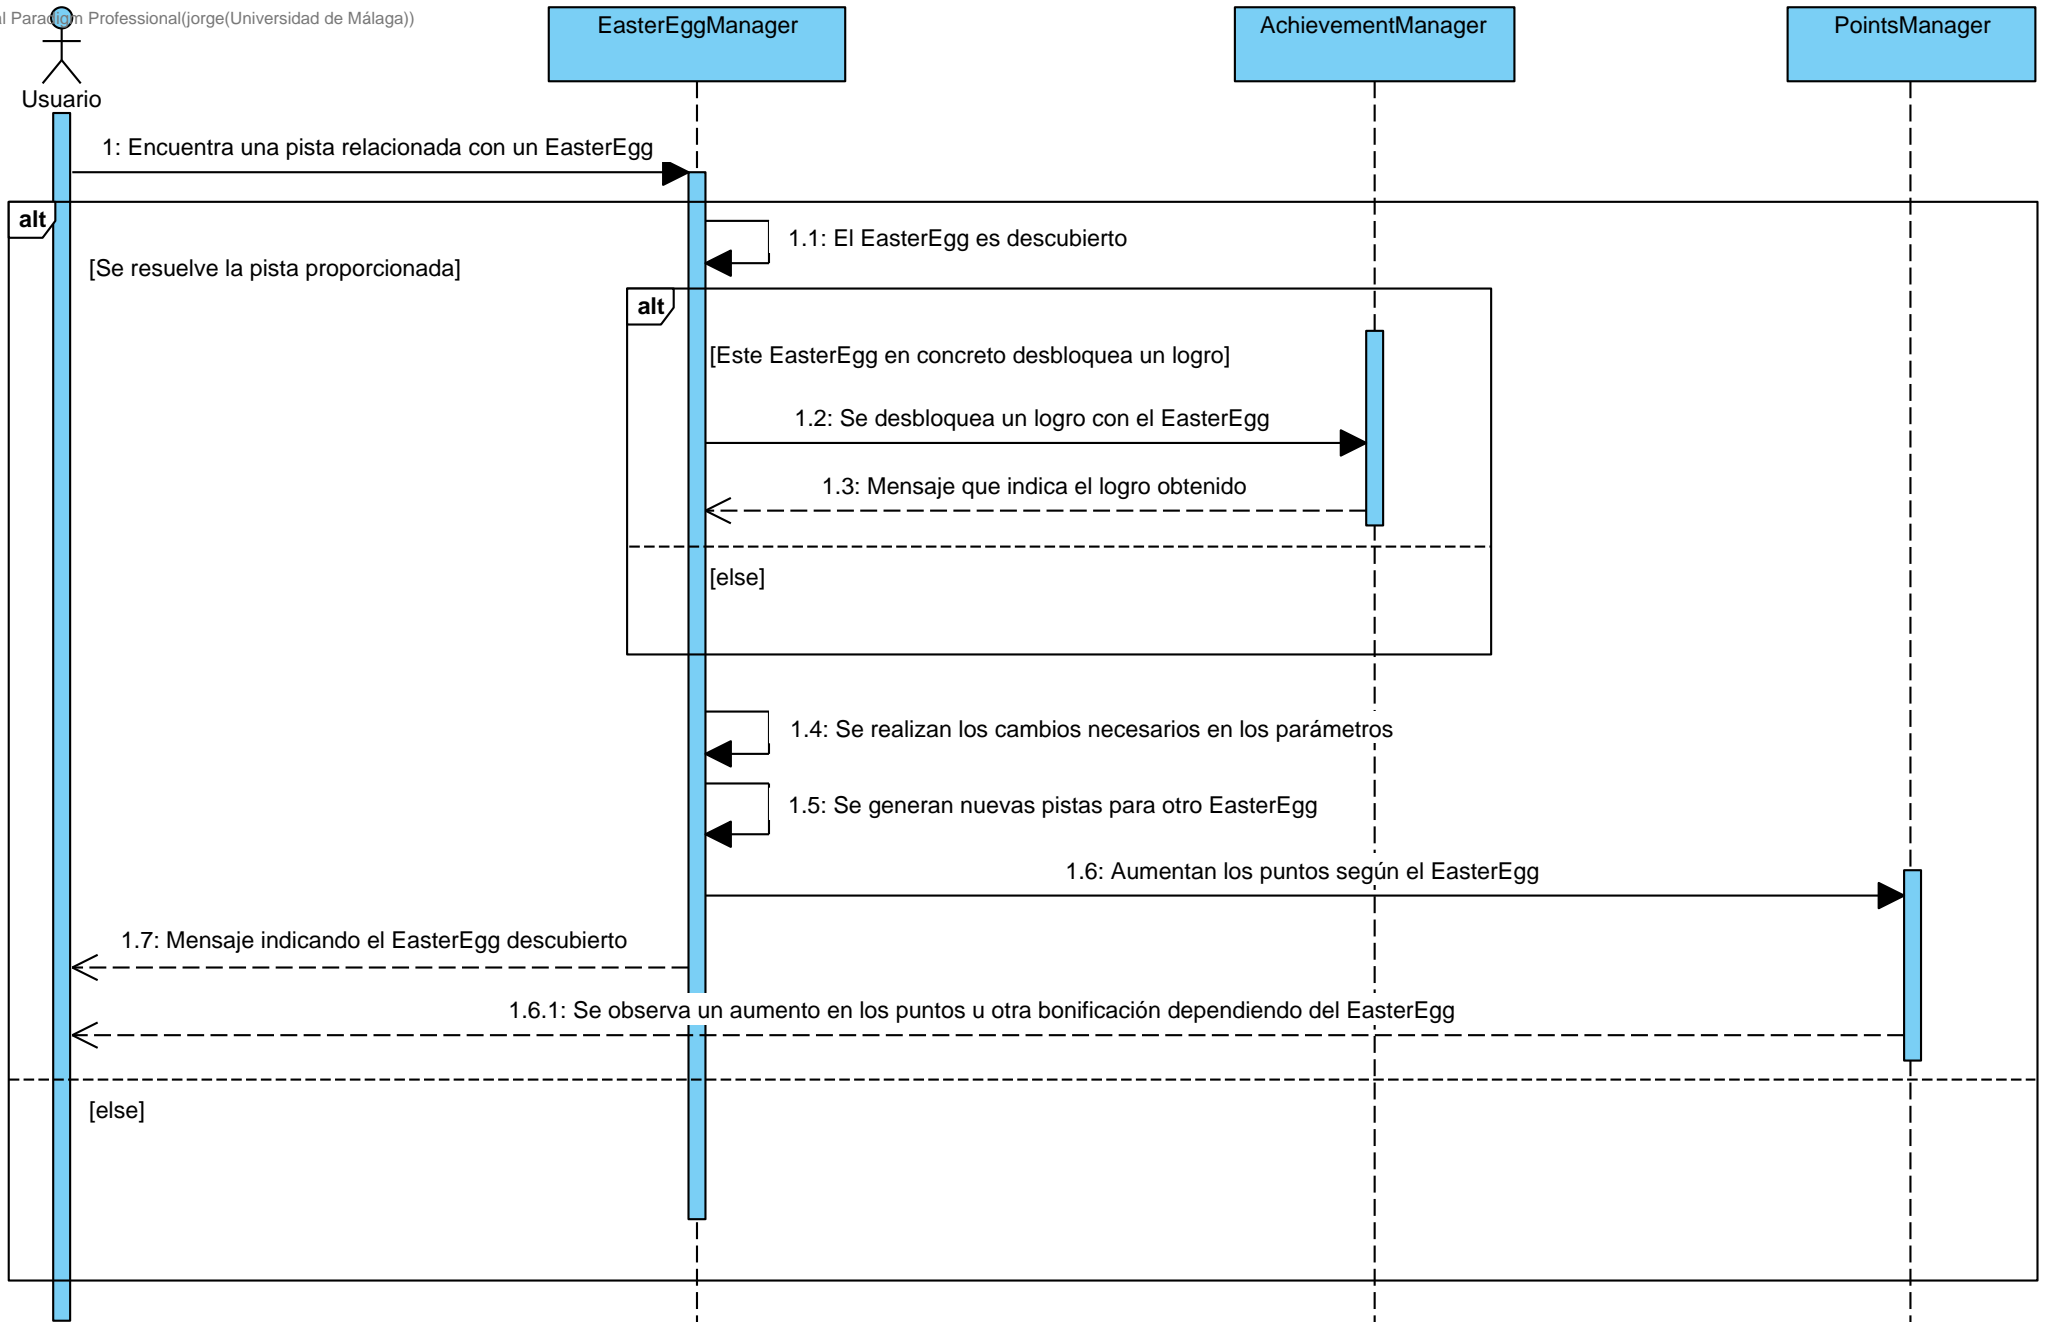 al Paradigm Professional(jorge(Universidad de Málaga))
EasterEggManager
AchievementManager
PointsManager
Usuario
1: Encuentra una pista relacionada con un EasterEgg
alt
1.1: El EasterEgg es descubierto
[Se resuelve la pista proporcionada]
alt
[Este EasterEgg en concreto desbloquea un logro]
1.2: Se desbloquea un logro con el EasterEgg
1.3: Mensaje que indica el logro obtenido
[else]
1.4: Se realizan los cambios necesarios en los parámetros
1.5: Se generan nuevas pistas para otro EasterEgg
1.6: Aumentan los puntos según el EasterEgg
1.7: Mensaje indicando el EasterEgg descubierto
1.6.1: Se observa un aumento en los puntos u otra bonificación dependiendo del EasterEgg
[else]